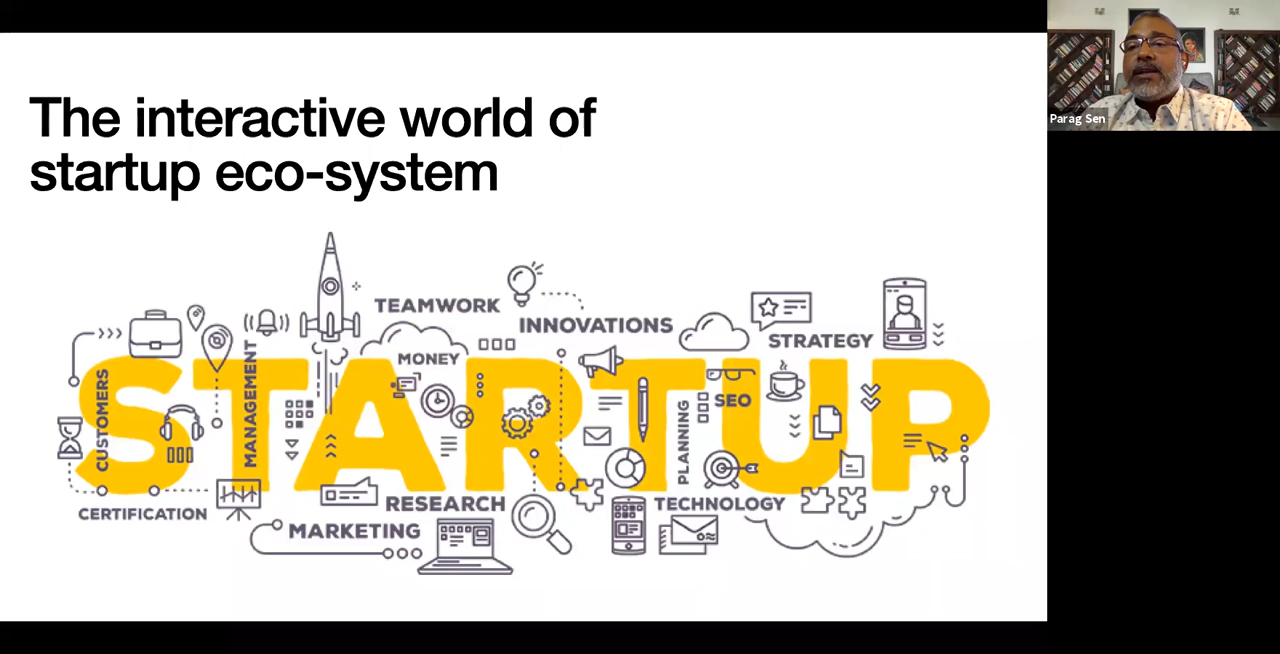 The interactive world of
startup eco-system
Parag Sen
TEAMWORK
INNOVATIONS
STRATEGY
MONEY
MANAGEMENT
CUSTOMERS
STARTUP
SEO
PLANNING
CERTIFICATION
RESEARCH
TECHNOLOGY
MARKETING